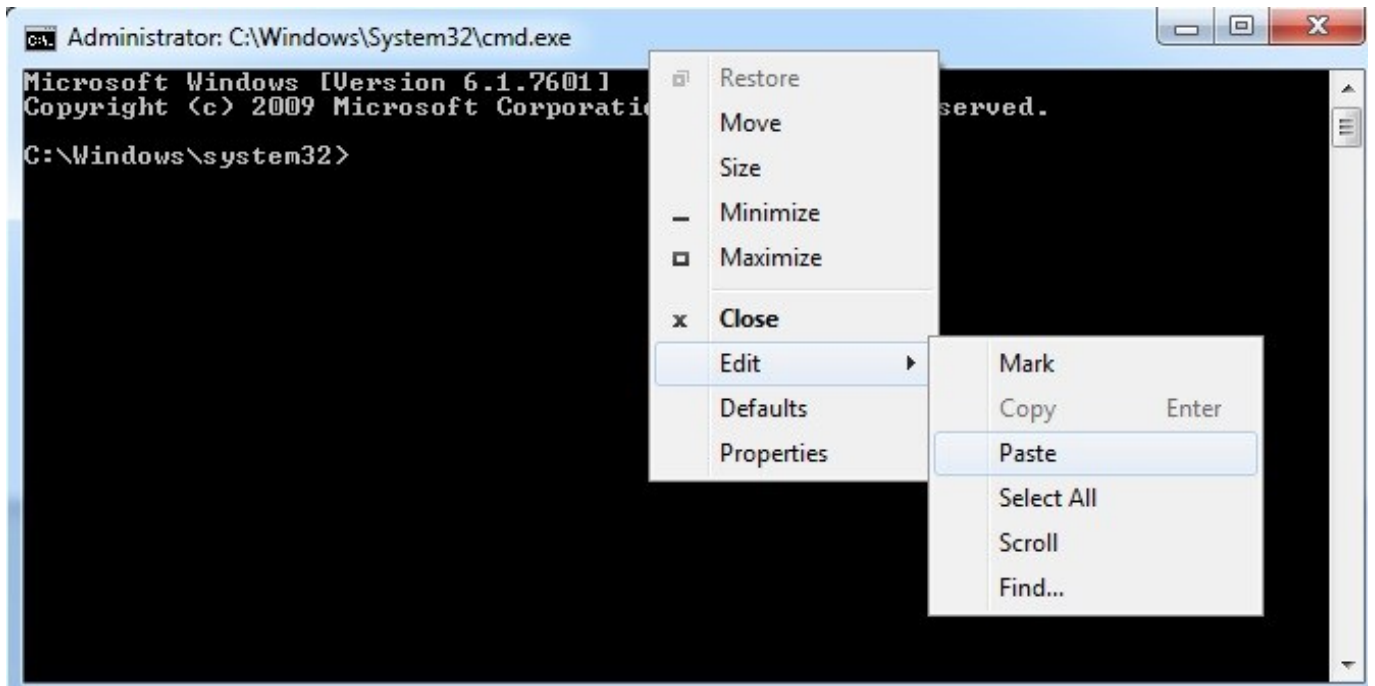 Administrator: C:\Windows\System32\cmd.exe
Microsoft Windows [Version 6.1.7601]
Copyright (c) 2009 Microsoft Corporatio served.
C:\Windows\system32>
Restore
Move
Size
Minimize
Maximize
Close
Edit
Defaults
Properties
Mark
Copy Enter
Paste
Select All
Scroll
Find...